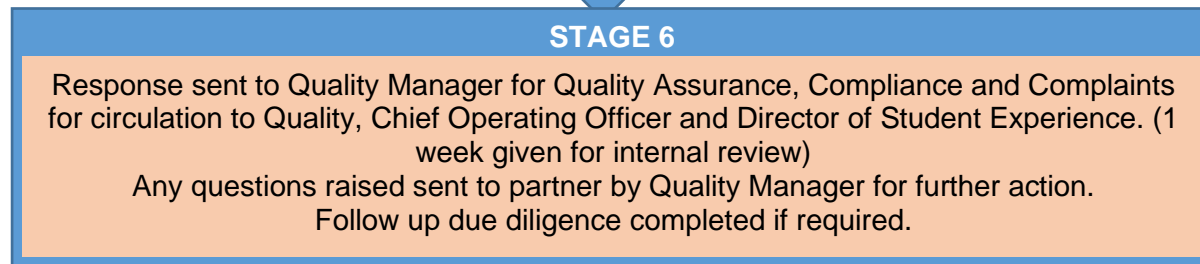 STAGE 6
Response sent to Quality Manager for Quality Assurance, Compliance and Complaints
for circulation to Quality, Chief Operating Officer and Director of Student Experience. (1
week given for internal review)
Any questions raised sent to partner by Quality Manager for further action.
Follow up due diligence completed if required.